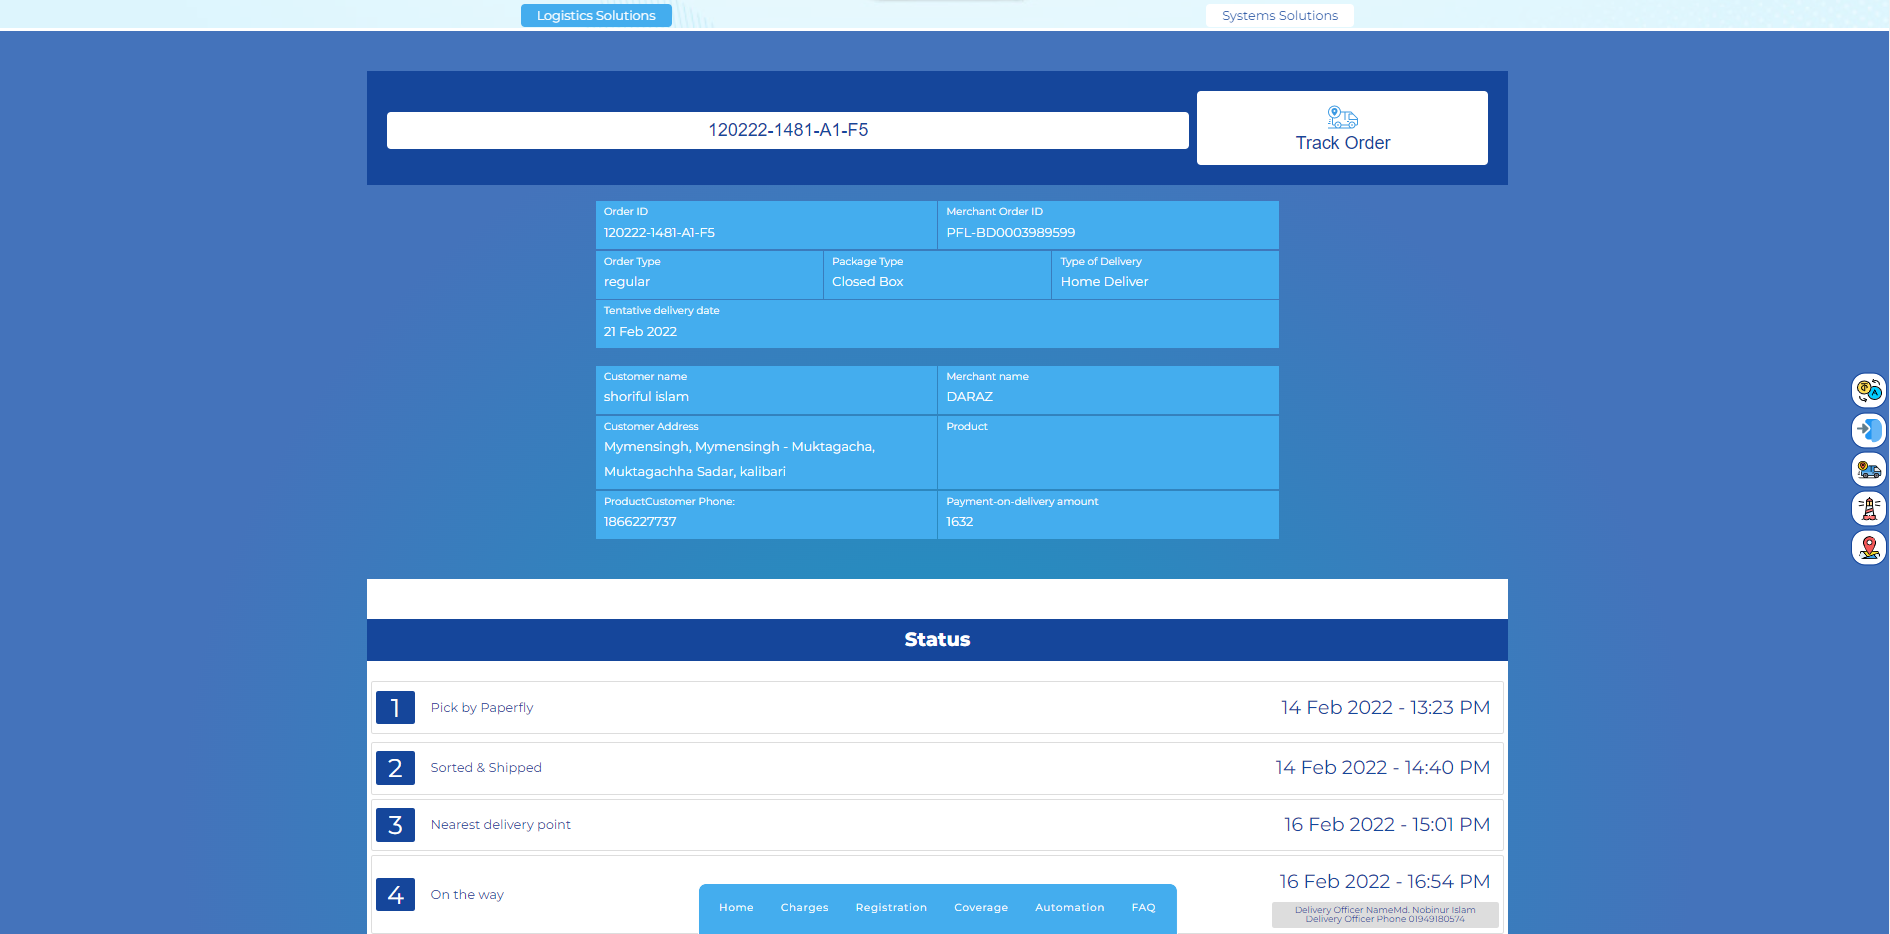 Logistics Solutions
Systems Solutions
120222-1481-A1-F5
Track Order
Order ID
120222-1481-A1-F5
Merchant Order ID
PFL-BD0003989599
Order Type
regular
Package Type
Closed Box
Type of Delivery
Home Deliver
Tentative delivery date
21 Feb 2022
Customer name
shoriful islam
Merchant name
DARAZ
Customer Address
Mymensingh, Mymensingh - Muktagacha,
Muktagachha Sadar, kalibari
Product
ProductCustomer Phone:
1866227737
Payment-on-delivery amount
1632
Status
1
Pick by Paperfly
14 Feb 2022 - 13:23 PM
2
Sorted & Shipped
14 Feb 2022 - 14:40 PM
3
Nearest delivery point
16 Feb 2022 - 15:01 PM
4
On the way
16 Feb 2022 - 16:54 PM
Delivery Officer NameMd. Nobinur Islam
Delivery Officer Phone 01949180574
Home
Charges
Registration
Coverage
Automation
FAQ